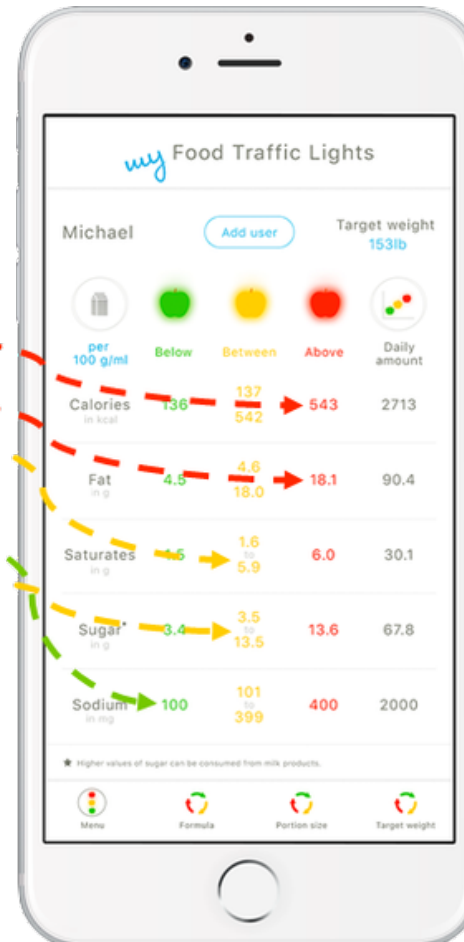 my Food Traffic Lights
Michael
Add user
Target weight
153lb
per
100 g/ml
Below
Between
Above
Daily
amount
Calories
in kcal
136
137
542
543
2713
Fat
in g
4.5
4.6
18.0
18.1
90.4
Saturates
in g
1.5
1.6
to
5.9
6.0
30.1
Sugar*
in g
3.4
3.5
to
13.5
13.6
67.8
Sodium
in mg
100
101
to
399
400
2000
* Higher values of sugar can be consumed from milk products.
Menu
Formula
Portion size
Target weight